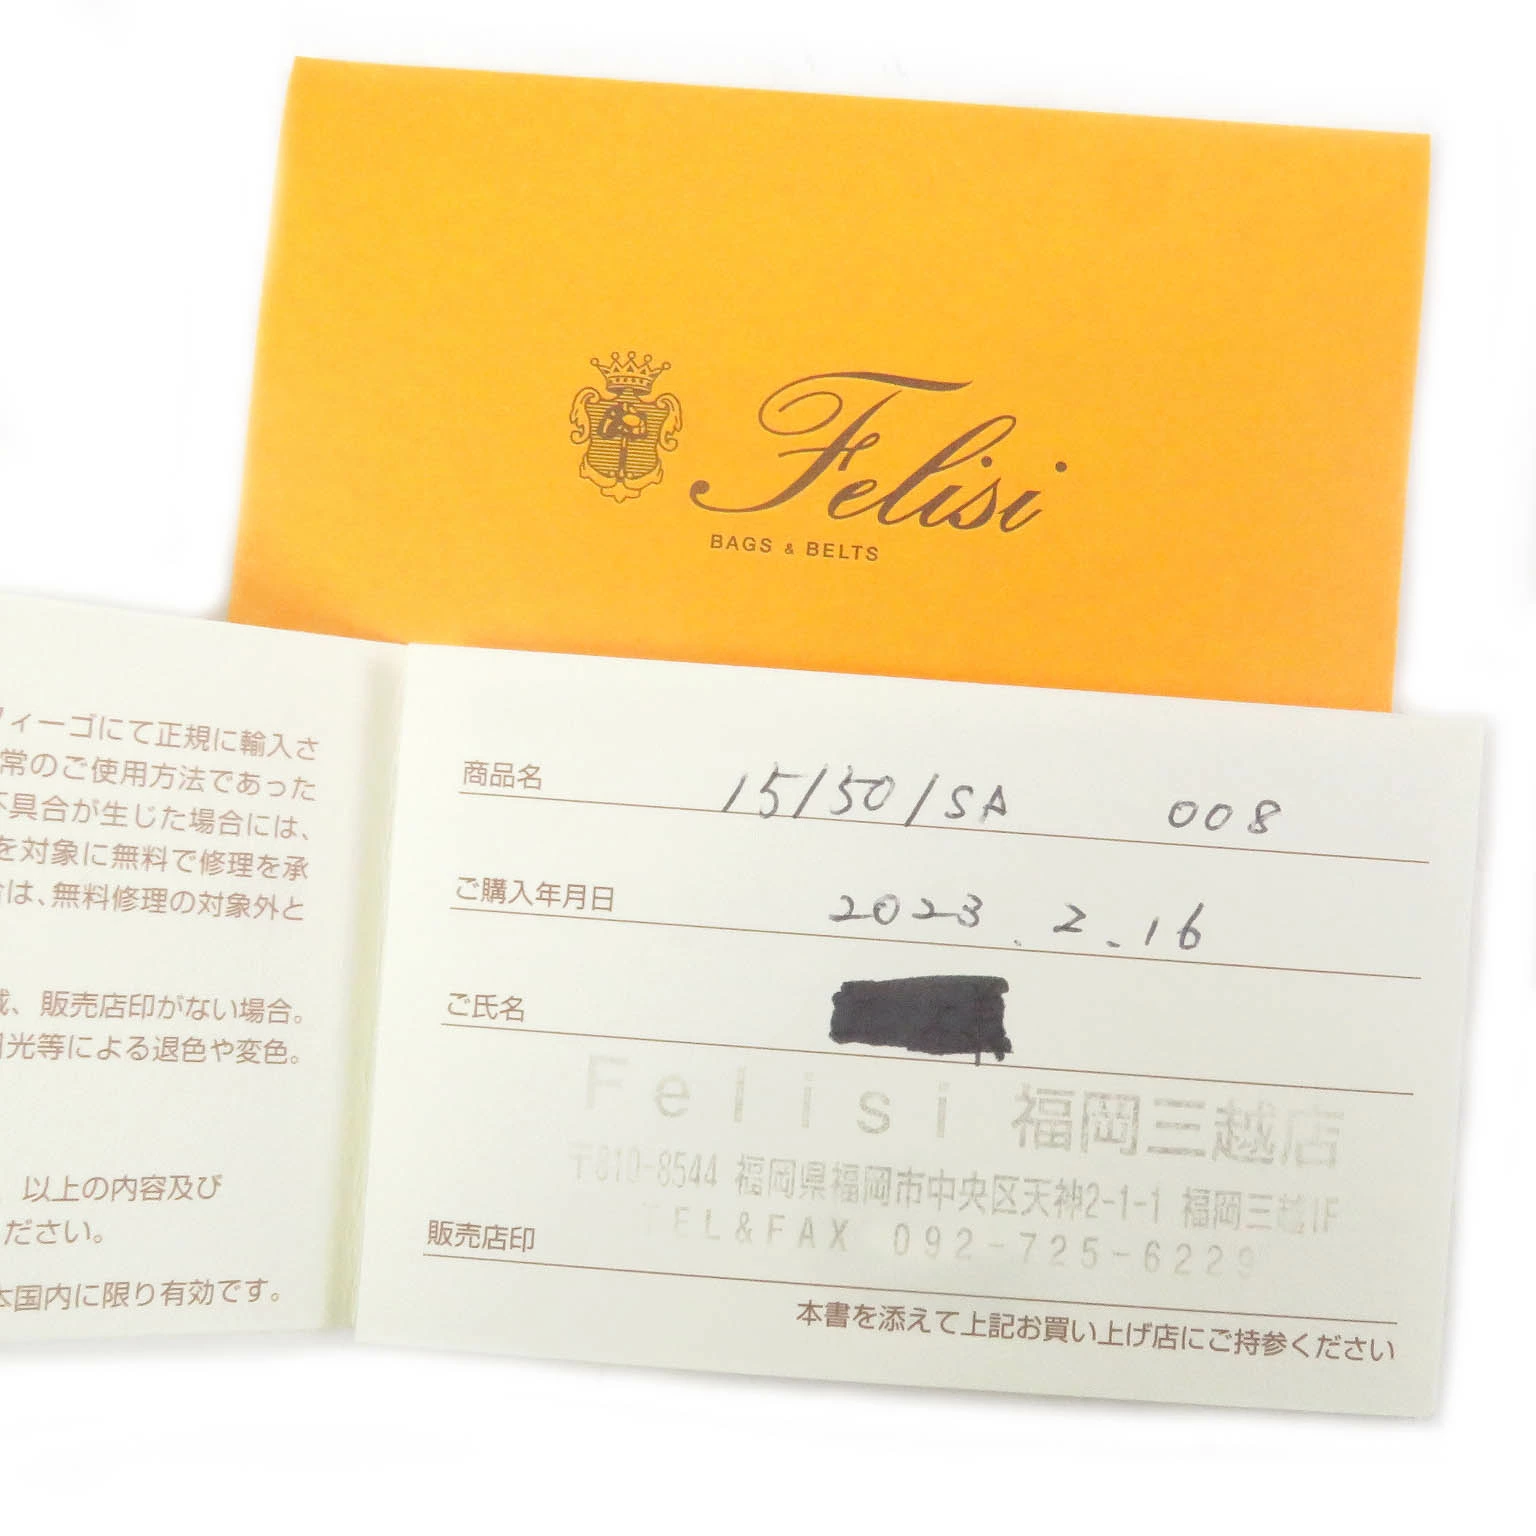 Felisi
BAGS & BELTS
ィーゴにて正規に輸入さ
常のご使用方法であった
具合が生じた場合には、
を対象に無料で修理を承
は、無料修理の対象外と
、販売店印がない場合。
光等による退色や変色。
以上の内容及び
ださい。
国内に限り有効です。
商品名 15/50/SA 008
ご購入年月日 2023.2.16
ご氏名
Felisi 福岡三越店
〒810-8544 福岡県福岡市中央区天神2-1-1 福岡三越1F
TEL&FAX 092-725-6229
販売店印
本書を添えて上記お買い上げ店にご持参ください